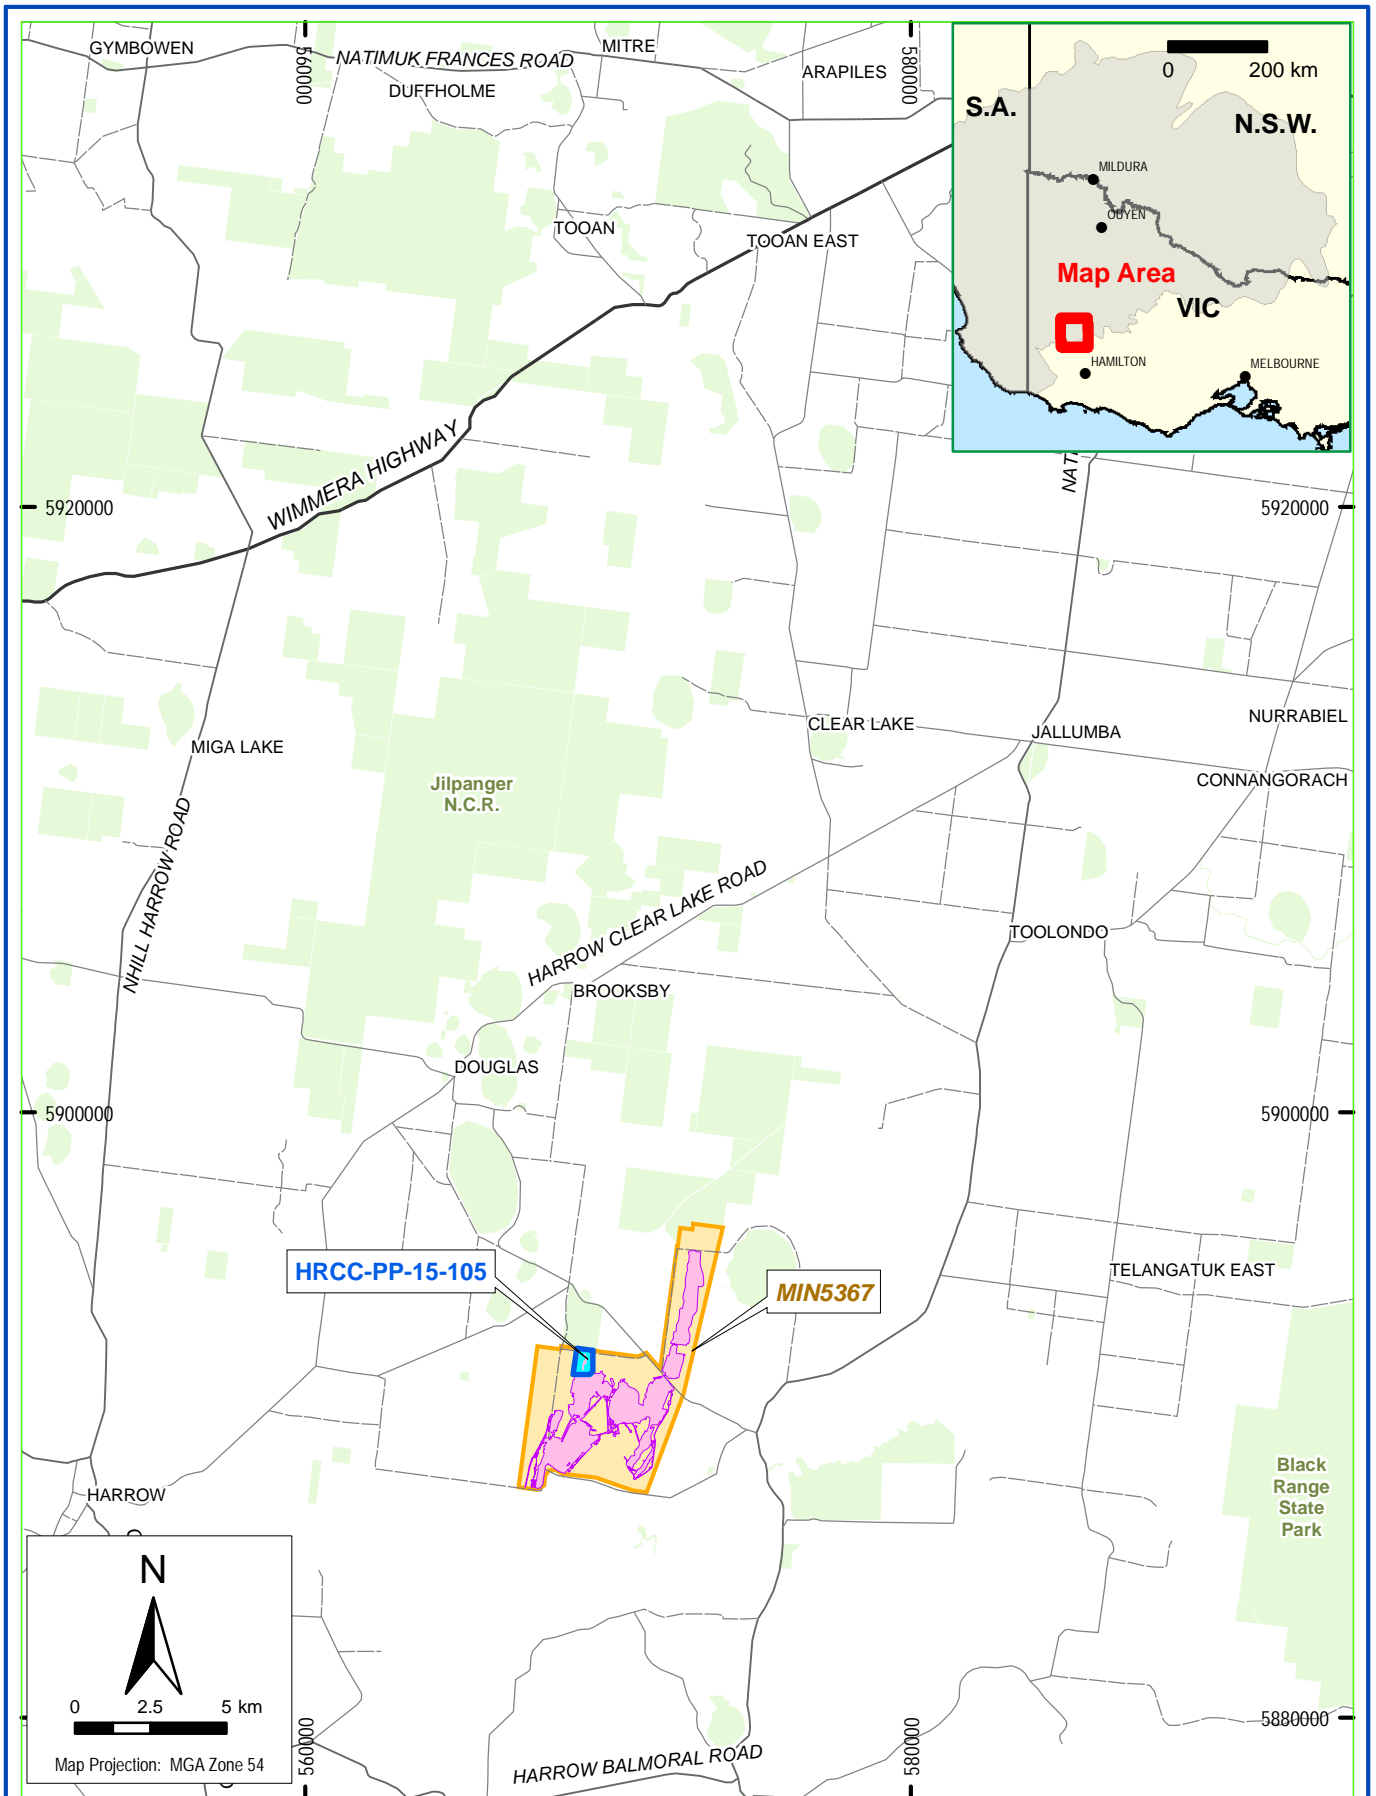 GYMBOWEN
560000
NATIMUK FRANCES ROAD
MITRE
580000
DUFFHOLME
ARAPILES
0 200 km
S.A.
N.S.W.
MILDURA
OUYEN
Map Area
VIC
HAMILTON
MELBOURNE
TOOAN
TOOAN EAST
WIMMERA HIGHWAY
NATI
5920000
5920000
CLEAR LAKE
JALLUMBA
NURRABIEL
MIGA LAKE
CONNANGORACH
Jilpanger
N.C.R.
NHILL HARROW ROAD
HARROW CLEAR LAKE ROAD
TOOLONDO
BROOKSBY
DOUGLAS
5900000
5900000
HRCC-PP-15-105
MIN5367
TELANGATUK EAST
HARROW
Black
Range
State
Park
N
0 2.5 5 km
Map Projection: MGA Zone 54
560000
580000
5880000
HARROW BALMORAL ROAD